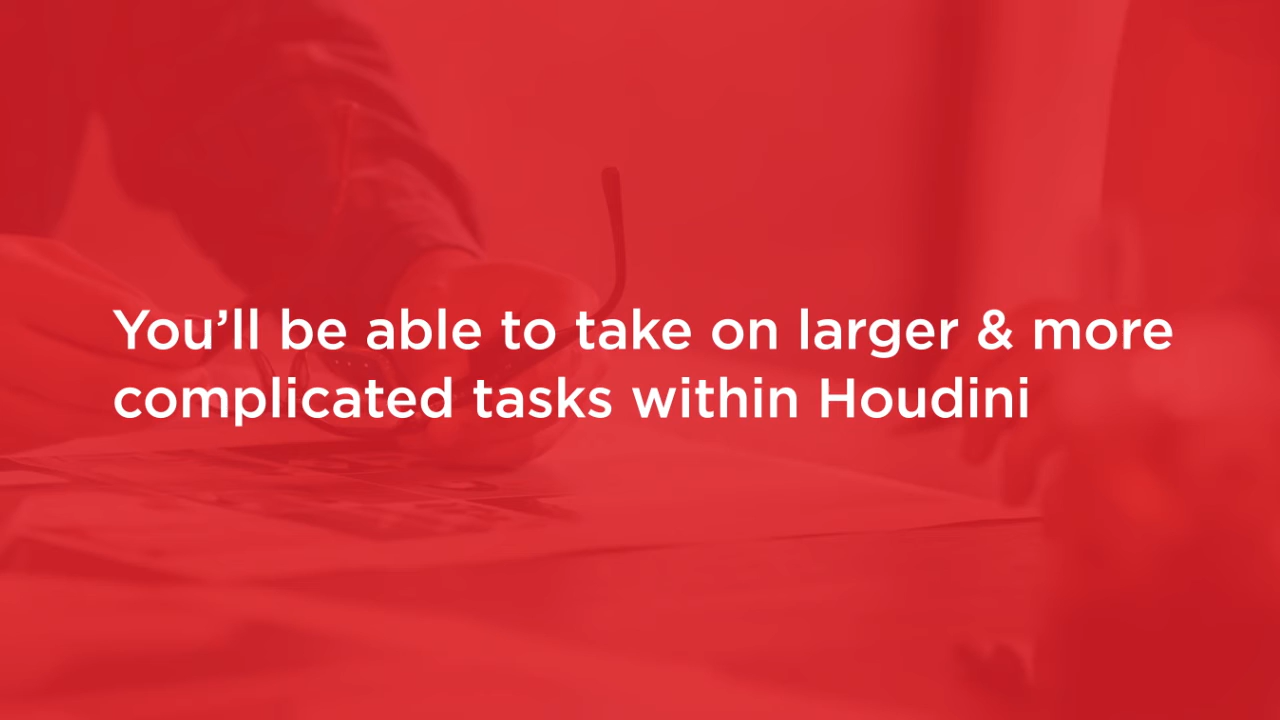 You’ll be able to take on larger & more
complicated tasks within Houdini